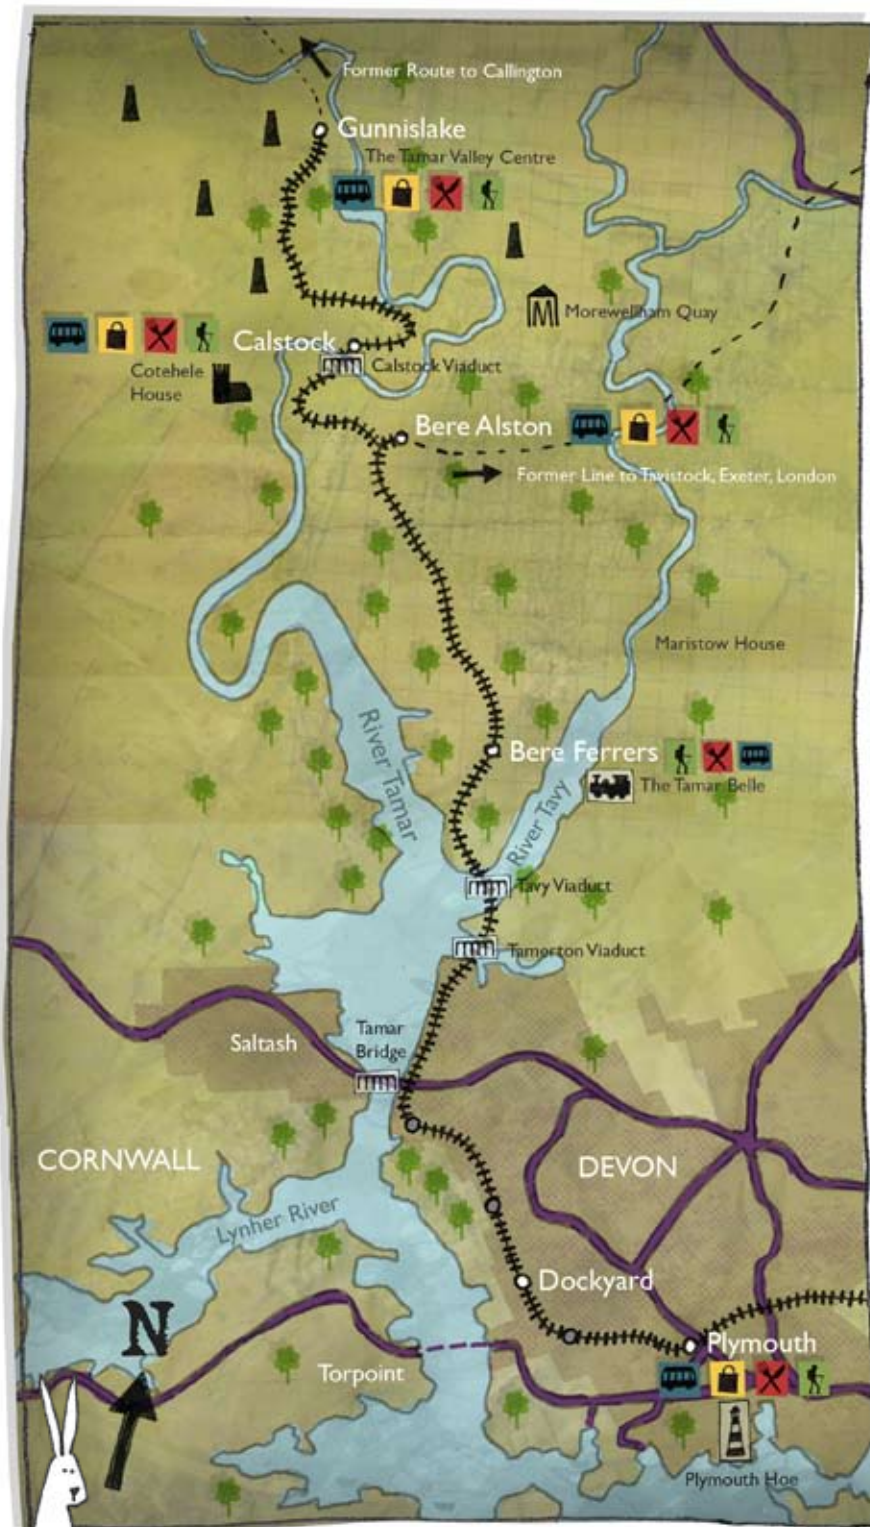 Former Route to Callington
Gunnislake
The Tamar Valley Centre
Morewellham Quay
Calstock
Calstock Viaduct
Cotehele
House
Bere Alston
Former Line to Tavistock, Exeter, London
Maristow House
River Tamar
Bere Ferrers
The Tamar Belle
River Tavy
Tavy Viaduct
Tamerton Viaduct
Saltash
Tamar
Bridge
CORNWALL
DEVON
Lynher River
Dockyard
N
Plymouth
Torpoint
Plymouth Hoe